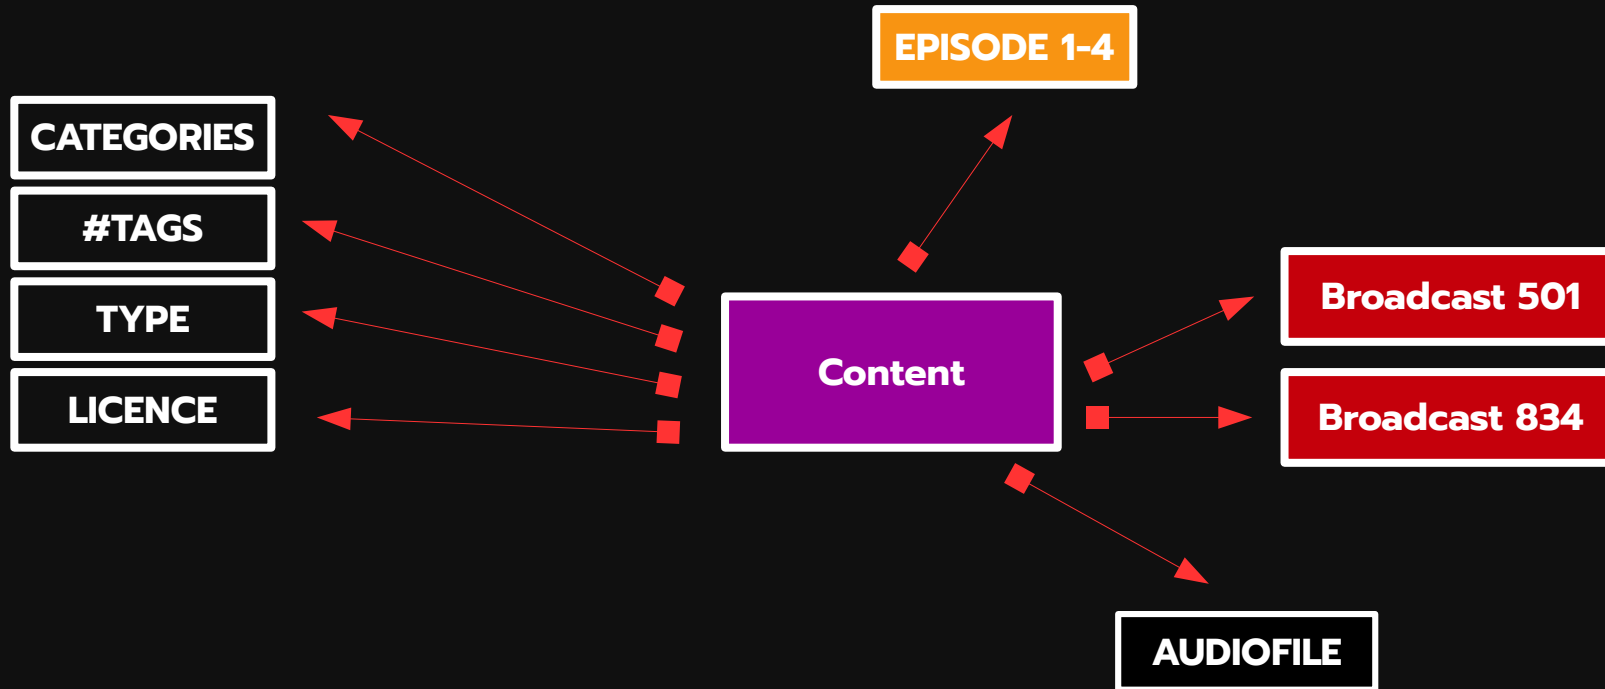 EPISODE 1-4
CATEGORIES
#TAGS
TYPE
LICENCE
Content
Broadcast 501
Broadcast 834
AUDIOFILE